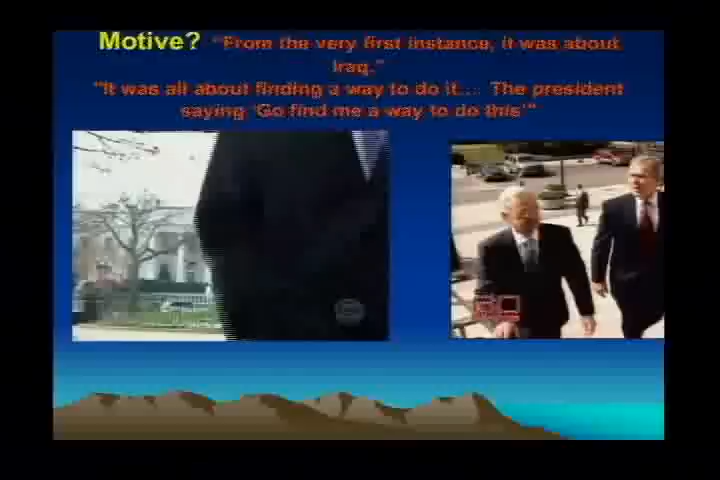 Motive? "From the very first instance, it was about
Iraq."
"It was all about finding a way to do it.... The president
saying 'Go find me a way to do this'"
60